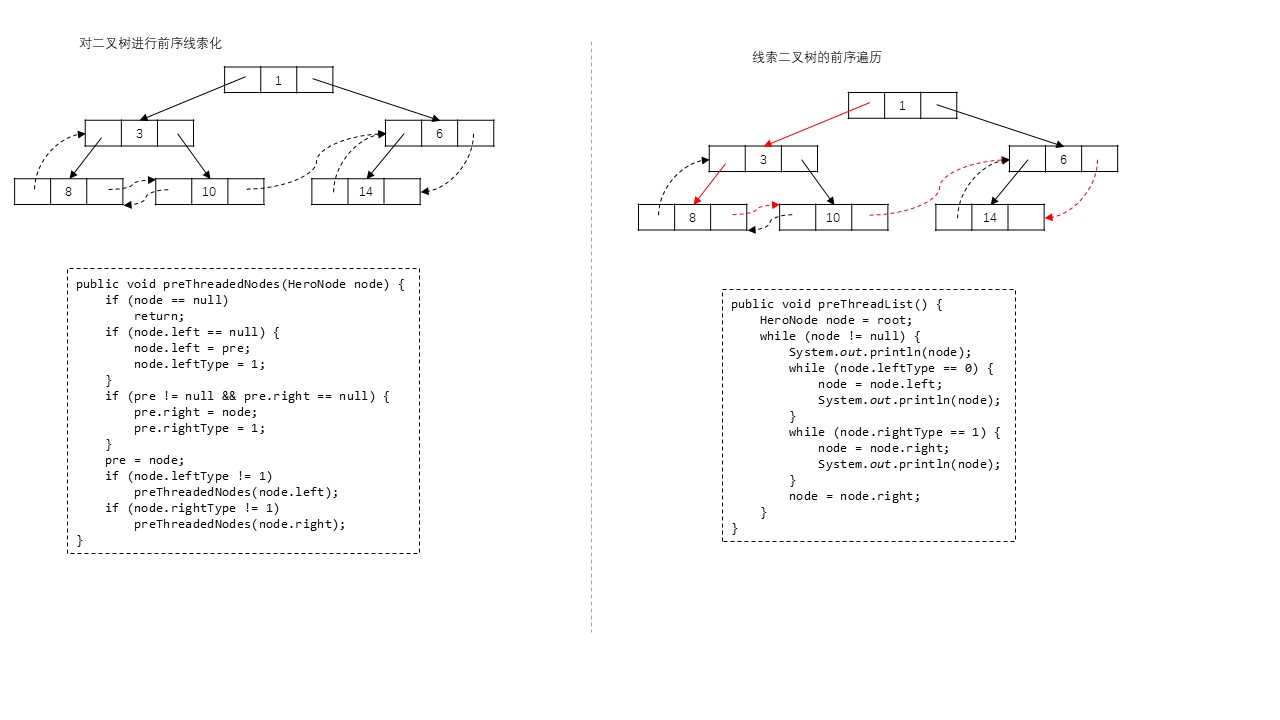 对二叉树进行前序线索化
1
3
6
8
10
14
public void preThreadedNodes(HeroNode node) {
    if (node == null)
        return;
    if (node.left == null) {
        node.left = pre;
        node.leftType = 1;
    }
    if (pre != null && pre.right == null) {
        pre.right = node;
        pre.rightType = 1;
    }
    pre = node;
    if (node.leftType != 1)
        preThreadedNodes(node.left);
    if (node.rightType != 1)
        preThreadedNodes(node.right);
}
线索二叉树的前序遍历
1
3
6
8
10
14
public void preThreadList() {
    HeroNode node = root;
    while (node != null) {
        System.out.println(node);
        while (node.leftType == 0) {
            node = node.left;
            System.out.println(node);
        }
        while (node.rightType == 1) {
            node = node.right;
            System.out.println(node);
        }
        node = node.right;
    }
}